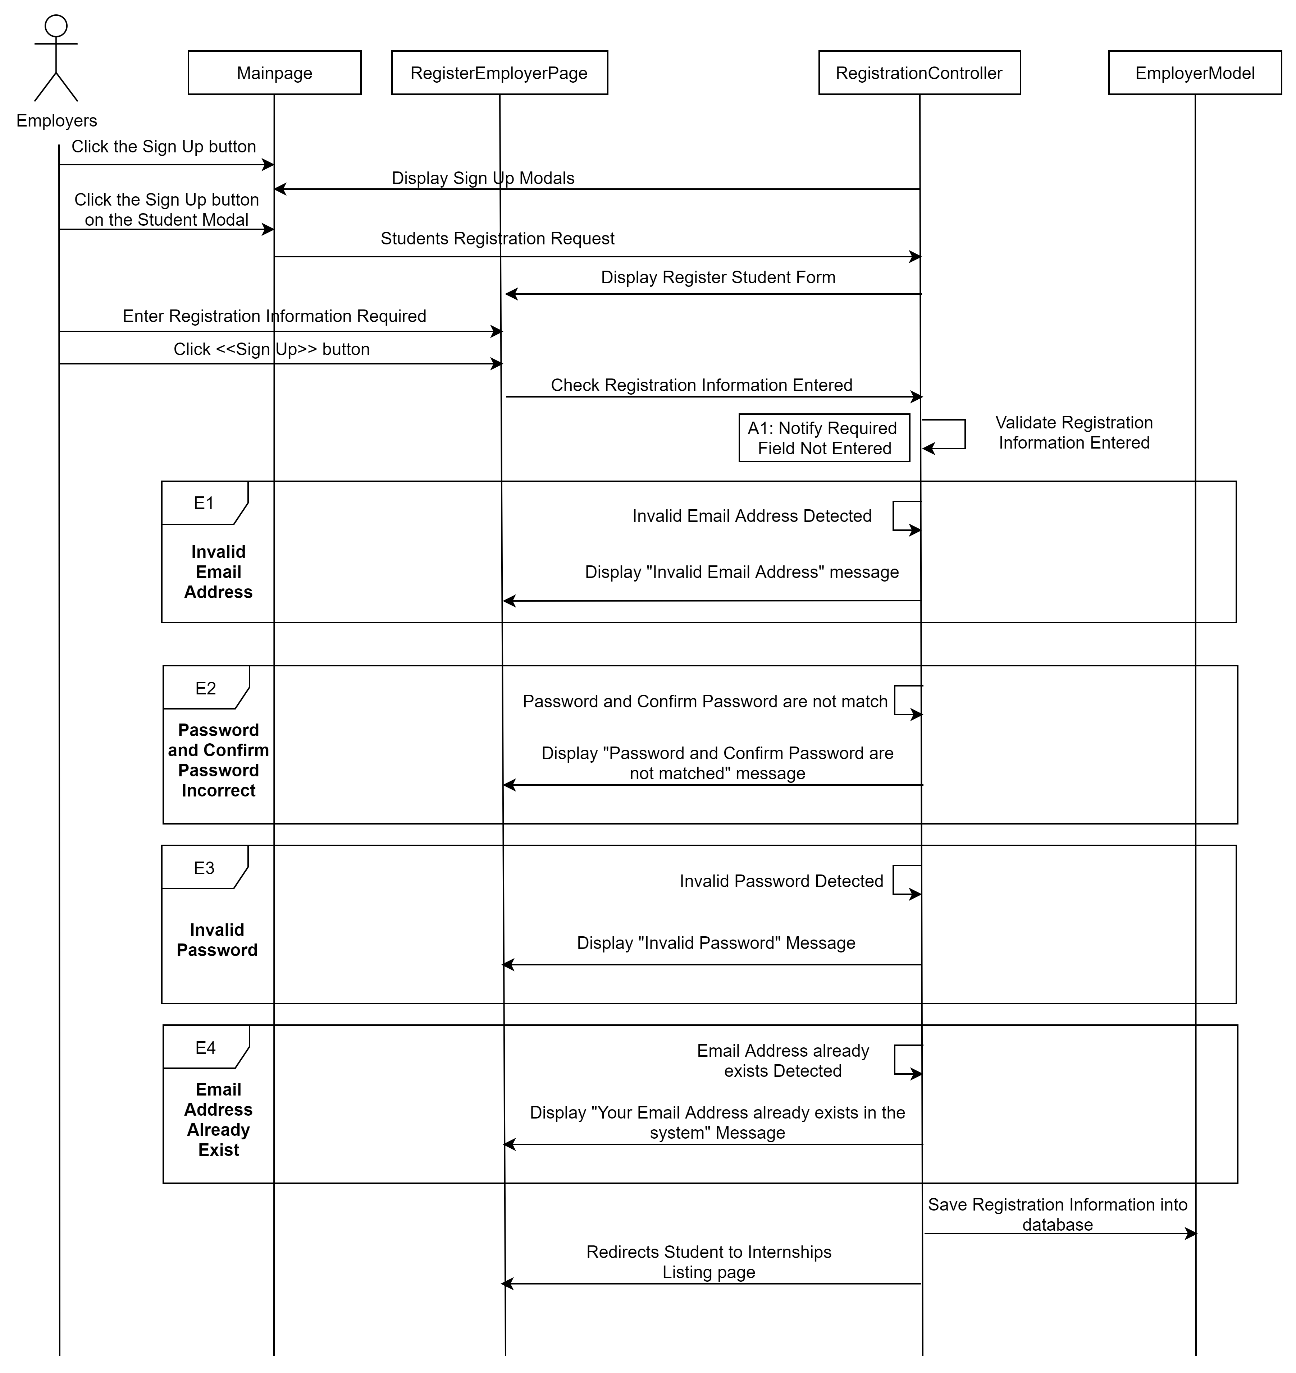 Employers
Mainpage
RegisterEmployerPage
RegistrationController
EmployerModel
Click the Sign Up button
Display Sign Up Modals
Click the Sign Up button
on the Student Modal
Students Registration Request
Display Register Student Form
Enter Registration Information Required
Click <<Sign Up>> button
Check Registration Information Entered
A1: Notify Required
Field Not Entered
Validate Registration
Information Entered
E1
Invalid
Email
Address
Invalid Email Address Detected
Display "Invalid Email Address" message
E2
Password
and Confirm
Password
Incorrect
Password and Confirm Password are not match
Display "Password and Confirm Password are
not matched" message
E3
Invalid
Password
Invalid Password Detected
Display "Invalid Password" Message
E4
Email
Address
Already
Exist
Email Address already
exists Detected
Display "Your Email Address already exists in the
system" Message
Save Registration Information into
database
Redirects Student to Internships
Listing page